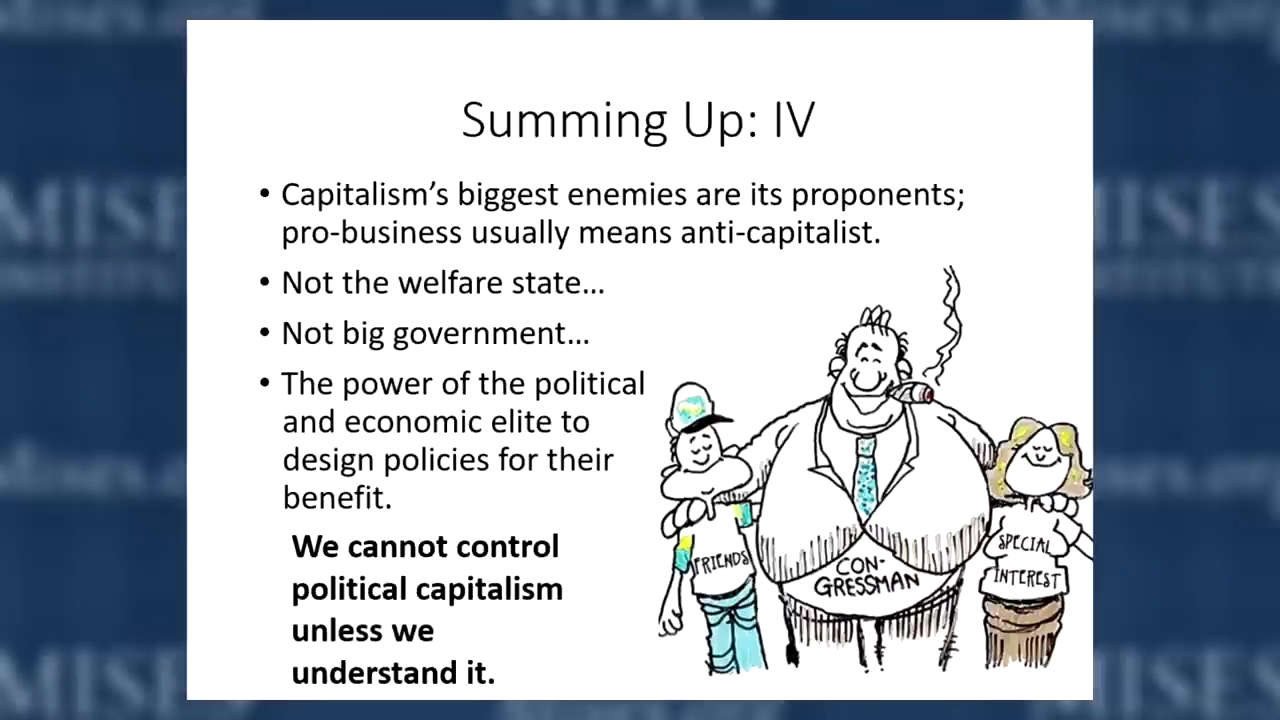 Summing Up: IV
• Capitalism’s biggest enemies are its proponents;
pro-business usually means anti-capitalist.
• Not the welfare state…
• Not big government…
• The power of the political
and economic elite to
design policies for their
benefit.
We cannot control
political capitalism
unless we
understand it.
FRIENDS
CON-
GRESSMAN
SPECIAL
INTEREST